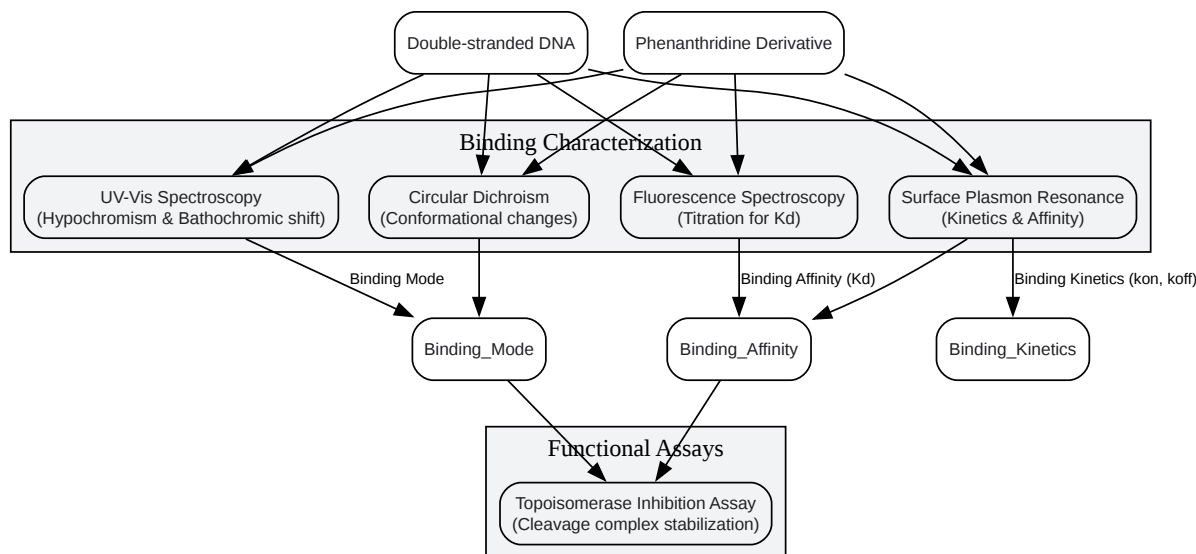 Double-stranded DNA
Phenanthridine Derivative
Binding Characterization
UV-Vis Spectroscopy
(Hypochromism & Bathochromic shift)
Circular Dichroism
(Conformational changes)
Fluorescence Spectroscopy
(Titration for Kd)
Surface Plasmon Resonance
(Kinetics & Affinity)
Binding Mode
Binding Affinity (Kd)
Binding Kinetics (kon, koff)
Binding_Mode
Binding_Affinity
Binding_Kinetics
Functional Assays
Topoisomerase Inhibition Assay
(Cleavage complex stabilization)